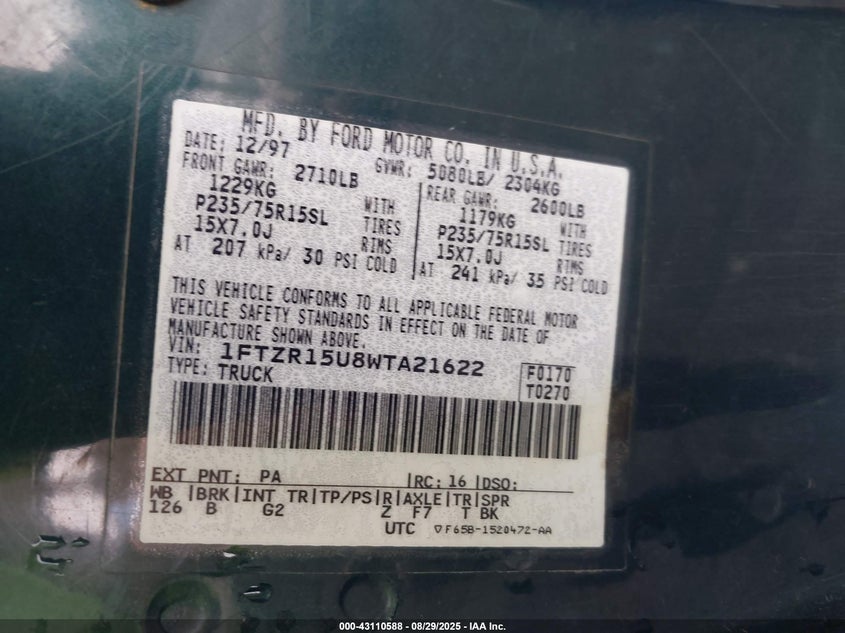 MFD. BY FORD MOTOR CO. IN U.S.A.
DATE: 12/97 GVWR: 5080LB/ 2304KG
FRONT GAWR: 2710LB REAR GAWR: 2600LB
1229KG WITH 1179KG WITH
P235/75R15SL TIRES P235/75R15SL TIRES
15X7.0J RIMS 15X7.0J RIMS
AT 207 kPa/ 30 PSI COLD AT 241 kPa/ 35 PSI COLD
THIS VEHICLE CONFORMS TO ALL APPLICABLE FEDERAL MOTOR
VEHICLE SAFETY STANDARDS IN EFFECT ON THE DATE OF
MANUFACTURE SHOWN ABOVE.
VIN: 1FTZR15U8WTA21622 F0170
TYPE: TRUCK T0270
EXT PNT: PA RC: 16 DSO:
WB BRK INT TR TP/PS R AXLE TR SPR
126 B G2 Z F7 T BK
UTC ▽F65B-1520472-AA
000-43110588 - 08/29/2025 - IAA Inc.